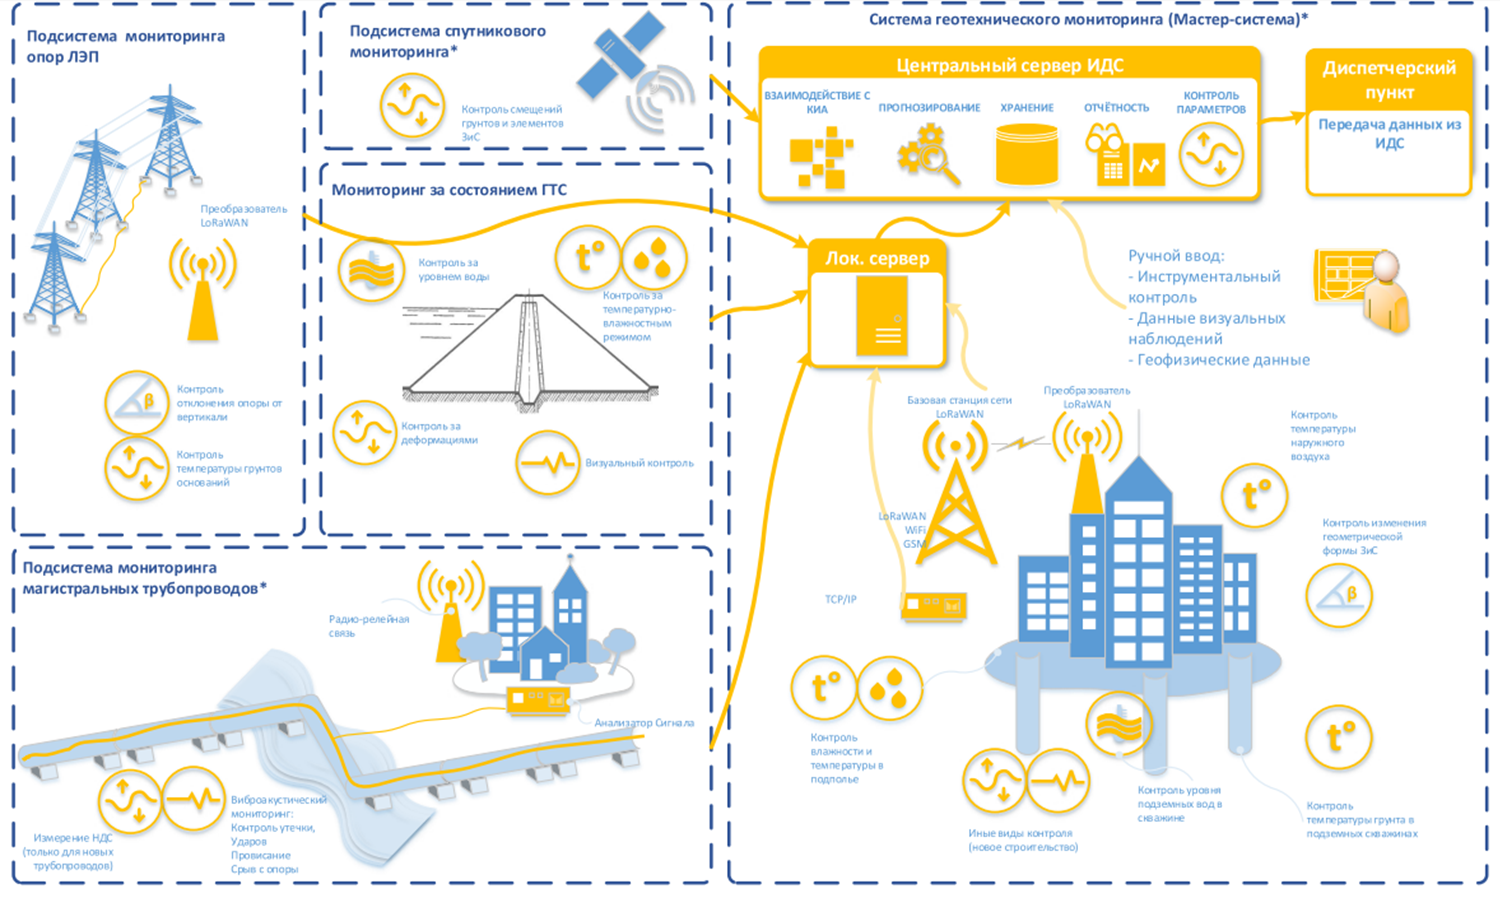 Подсистема мониторинга
опор ЛЭП
Преобразователь
LoRaWAN
β
Контроль
отклонения опоры от
вертикали
Контроль
температуры грунтов
оснований
Подсистема спутникового
мониторинга*
Контроль смещений
грунтов и элементов
ЗиС
Мониторинг за состоянием ГТС
Контроль за
уровнем воды
t°
Контроль за
температурно-
влажностным
режимом
Контроль за
деформациями
Визуальный контроль
Подсистема мониторинга
магистральных трубопроводов*
Радио-релейная
связь
Анализатор Сигнала
Измерение НДС
(только для новых
трубопроводов)
Виброакустический
мониторинг:
Контроль утечки,
Ударов
Провисание
Срыв с опоры
Система геотехнического мониторинга (Мастер-система)*
Центральный сервер ИДС
ВЗАИМОДЕЙСТВИЕ С
КИА
ПРОГНОЗИРОВАНИЕ
ХРАНЕНИЕ
ОТЧЁТНОСТЬ
КОНТРОЛЬ
ПАРАМЕТРОВ
Диспетчерский
пункт
Передача данных из
ИДС
Лок. сервер
Ручной ввод:
- Инструментальный
контроль
- Данные визуальных
наблюдений
- Геофизические данные
Базовая станция сети
LoRaWAN
Преобразователь
LoRaWAN
LoRaWAN
WiFi
GSM
TCP/IP
Контроль
температуры
наружного
воздуха
t°
Контроль изменения
геометрической
формы ЗиС
β
t°
Контроль
влажности и
температуры в
подполье
Иные виды контроля
(новое строительство)
Контроль уровня
подземных вод в
скважине
t°
Контроль
температуры грунта в
подземных скважинах